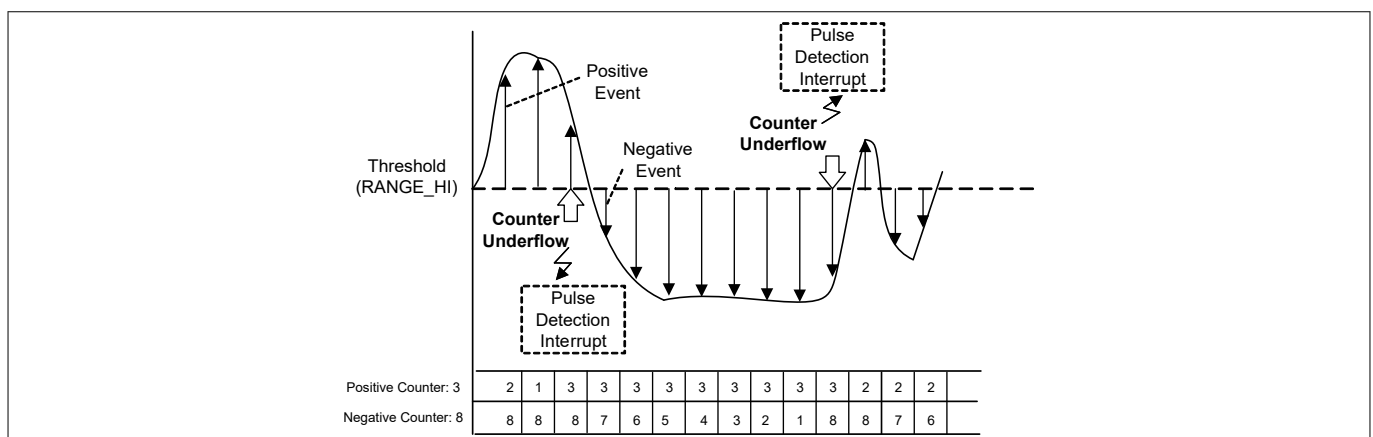 Pulse
Detection
Interrupt
Positive
Event
Counter
Underflow
Negative
Event
Threshold
(RANGE_HI)
Counter
Underflow
Pulse
Detection
Interrupt
Positive Counter: 3 2 1 3 3 3 3 3 3 3 3 3 2 2 2
Negative Counter: 8 8 8 8 7 6 5 4 3 2 1 8 8 7 6